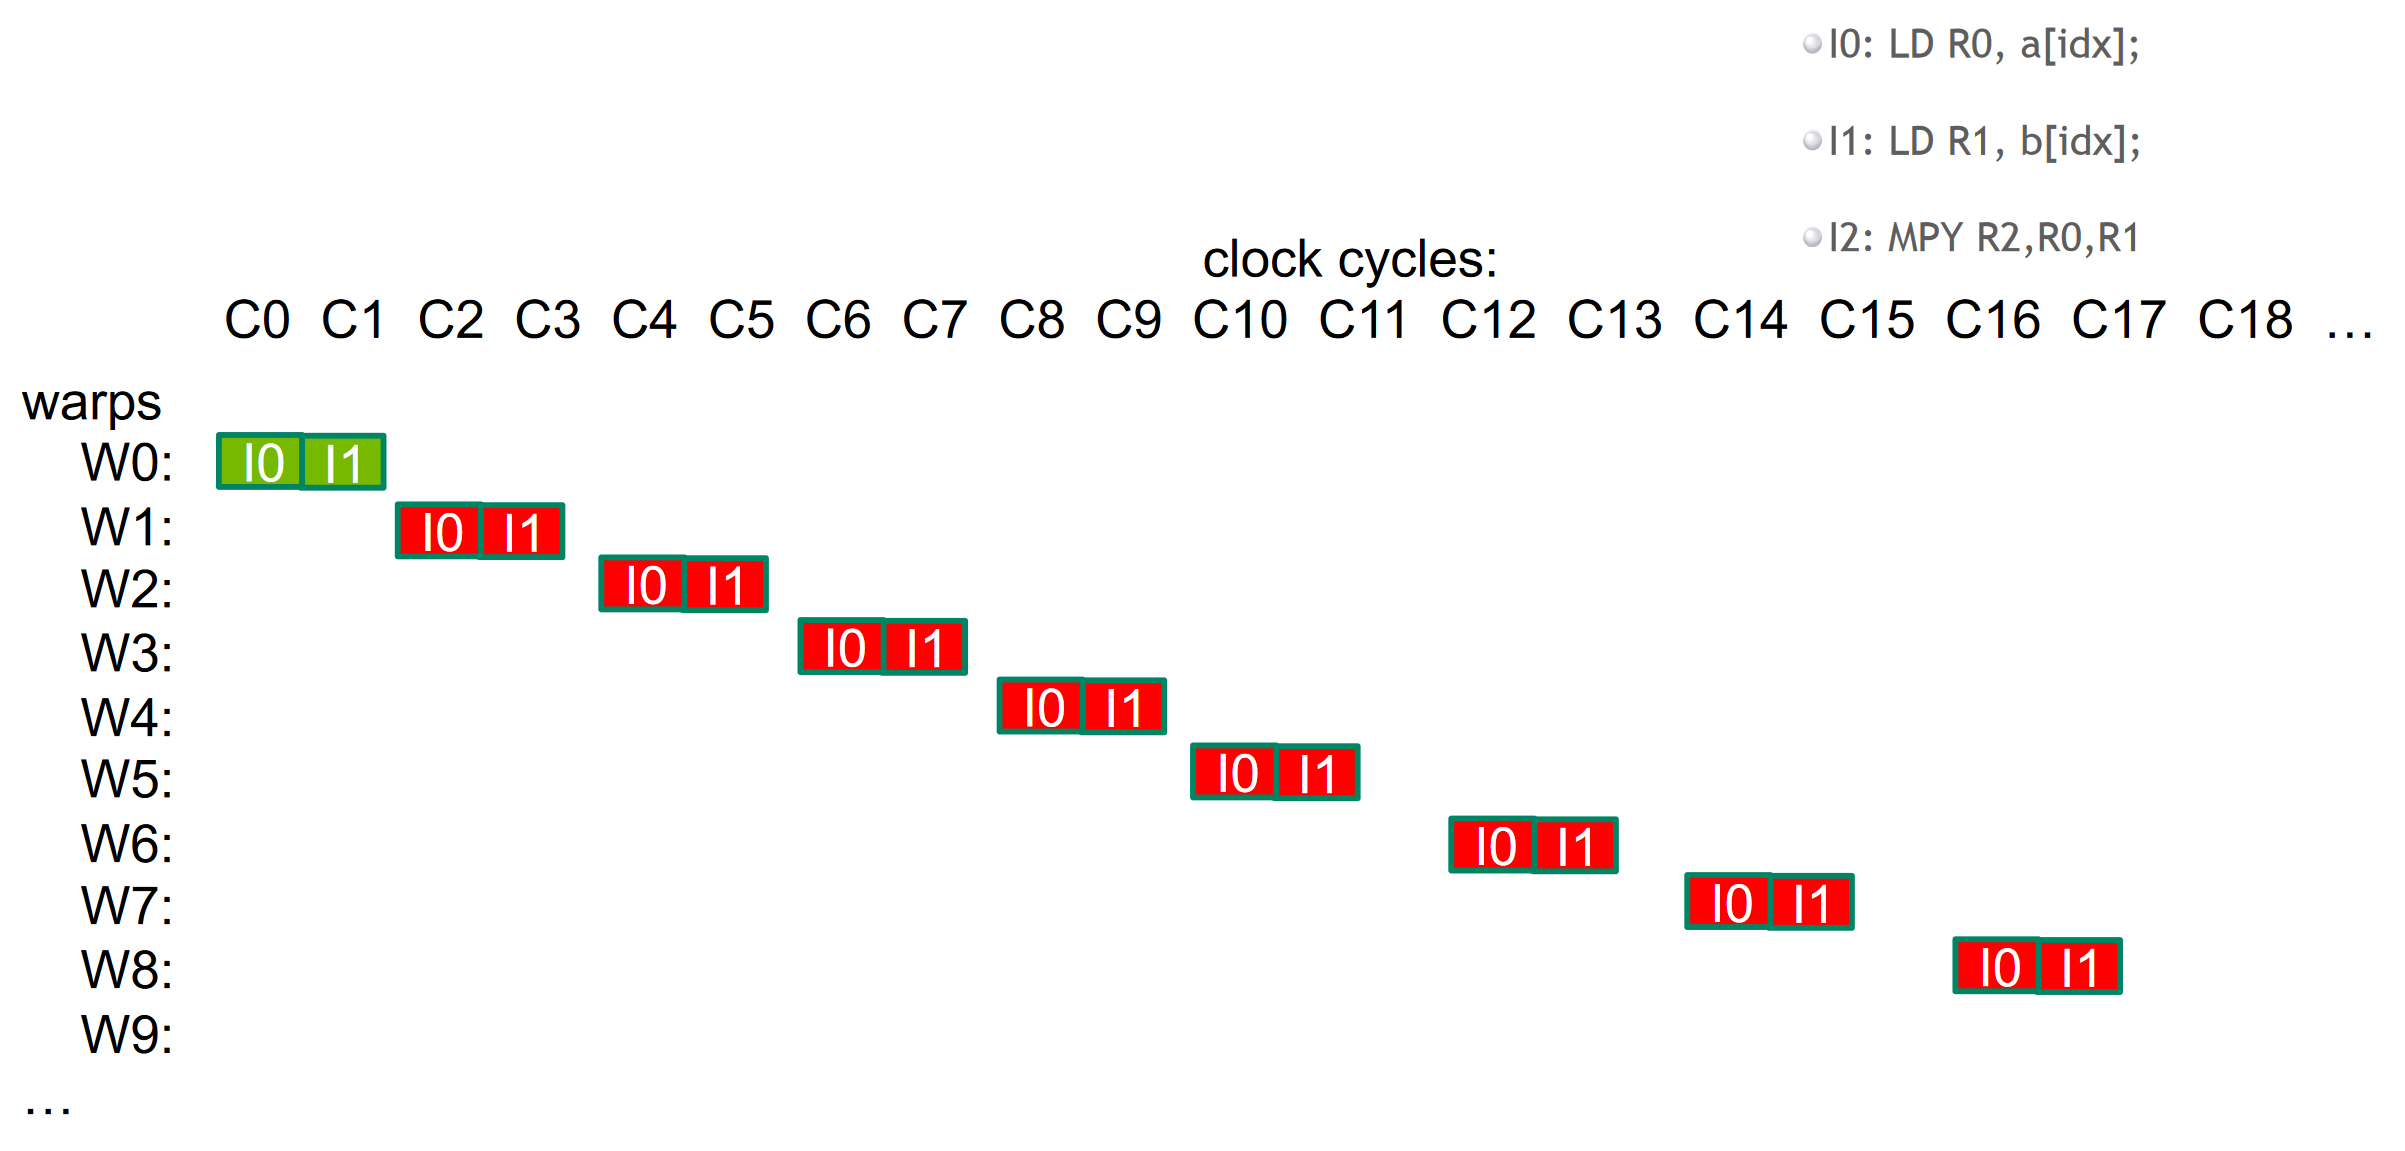 I0: LD R0, a[idx];
I1: LD R1, b[idx];
I2: MPY R2,R0,R1
clock cycles:
C0 C1 C2 C3 C4 C5 C6 C7 C8 C9 C10 C11 C12 C13 C14 C15 C16 C17 C18 …
warps
W0: I0 I1
W1: I0 I1
W2: I0 I1
W3: I0 I1
W4: I0 I1
W5: I0 I1
W6: I0 I1
W7: I0 I1
W8: I0 I1
W9:
…